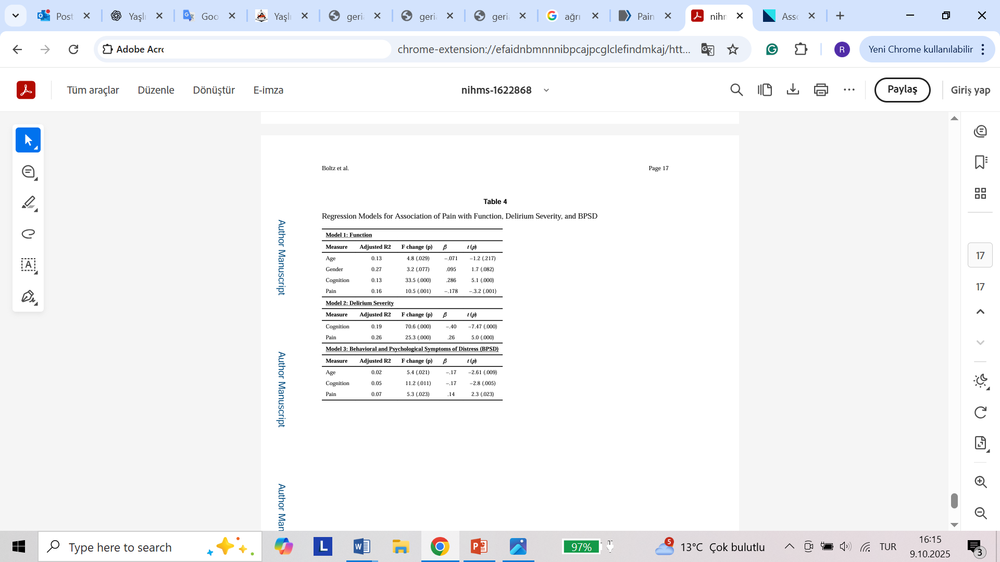 Post
Yaşlı
Goo
Yaşlı
geri
geri
geri
ağrı
Pain
nihr
Asso
Adobe Acro
chrome-extension://efaidnbmnnnibpcajpcglclefindmkaj/htt...
R
Yeni Chrome kullanılabilir
Tüm araçlar
Düzenle
Dönüştür
E-imza
nihms-1622868
Paylaş
Giriş yap
Boltz et al.
Page 17
Table 4
Regression Models for Association of Pain with Function, Delirium Severity, and BPSD
Model 1: Function
Measure Adjusted R2 F change (p) β t (p)
Age 0.13 4.8 (.029) –.071 –1.2 (.217)
Gender 0.27 3.2 (.077) .095 1.7 (.082)
Cognition 0.13 33.5 (.000) .286 5.1 (.000)
Pain 0.16 10.5 (.001) –.178 –.3.2 (.001)
Model 2: Delirium Severity
Measure Adjusted R2 F change (p) β t (p)
Cognition 0.19 70.6 (.000) –.40 –7.47 (.000)
Pain 0.26 25.3 (.000) .26 5.0 (.000)
Model 3: Behavioral and Psychological Symptoms of Distress (BPSD)
Measure Adjusted R2 F change (p) β t (p)
Age 0.02 5.4 (.021) –.17 –2.61 (.009)
Cognition 0.05 11.2 (.011) –.17 –2.8 (.005)
Pain 0.07 5.3 (.023) .14 2.3 (.023)
Author Manuscript
Author Manuscript
Author Man
17
17
Type here to search
L
97%
5
13°C Çok bulutlu
TUR
16:15
9.10.2025
3